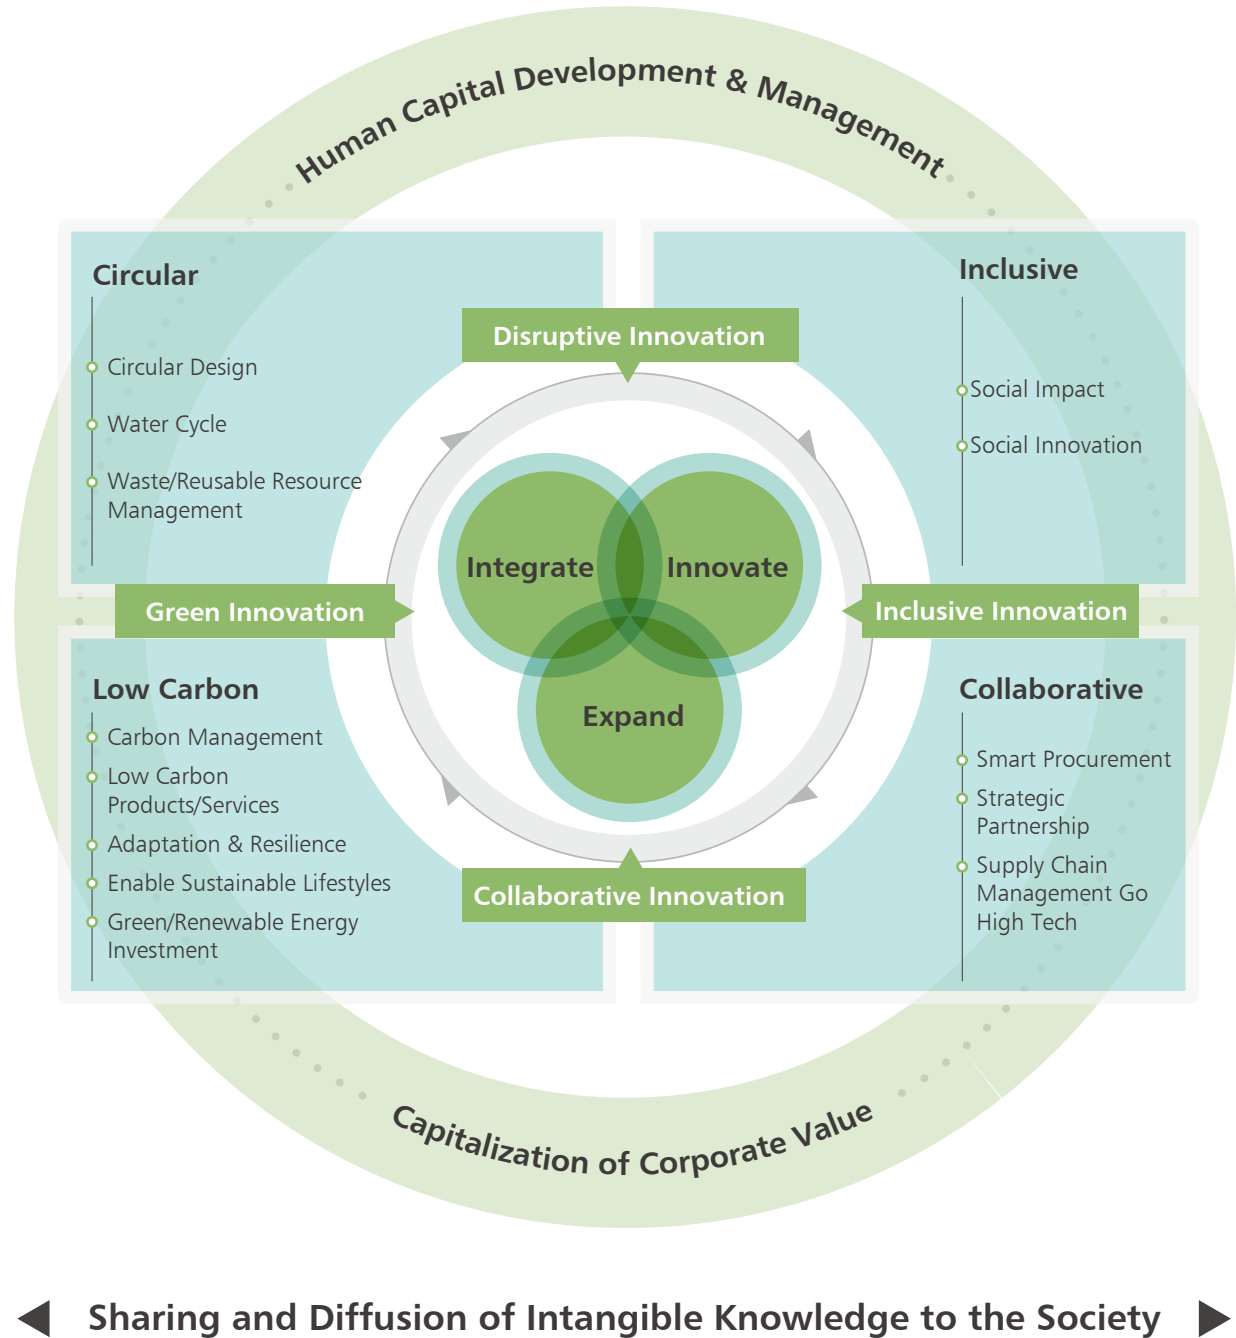 Human Capital Development & Management
Circular
Circular Design
Water Cycle
Waste/Reusable Resource
Management
Inclusive
Social Impact
Social Innovation
Disruptive Innovation
Integrate
Innovate
Expand
Green Innovation
Inclusive Innovation
Low Carbon
Carbon Management
Low Carbon
Products/Services
Adaptation & Resilience
Enable Sustainable Lifestyles
Green/Renewable Energy
Investment
Collaborative
Smart Procurement
Strategic
Partnership
Supply Chain
Management Go
High Tech
Collaborative Innovation
Capitalization of Corporate Value
Sharing and Diffusion of Intangible Knowledge to the Society